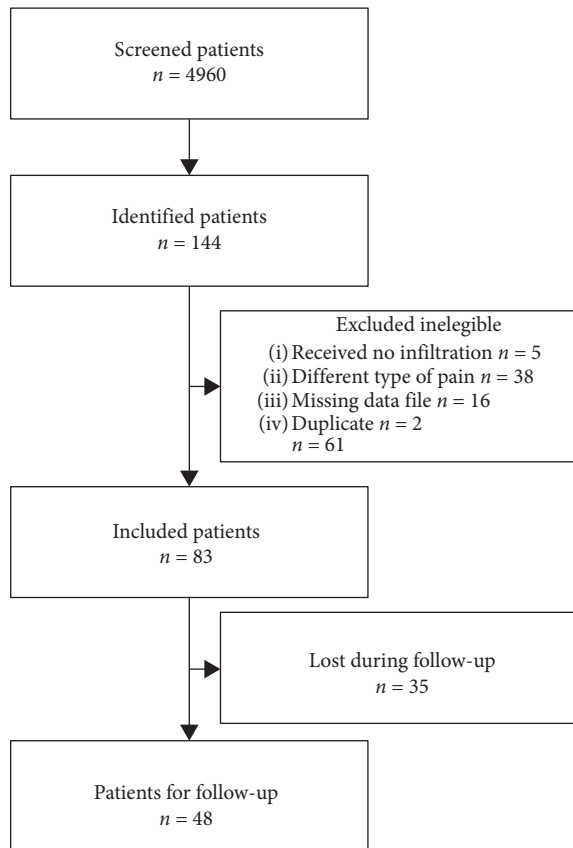 Screened patients
n = 4960
Identified patients
n = 144
Excluded inelegible
(i) Received no infiltration n = 5
(ii) Different type of pain n = 38
(iii) Missing data file n = 16
(iv) Duplicate n = 2
n = 61
Included patients
n = 83
Lost during follow-up
n = 35
Patients for follow-up
n = 48